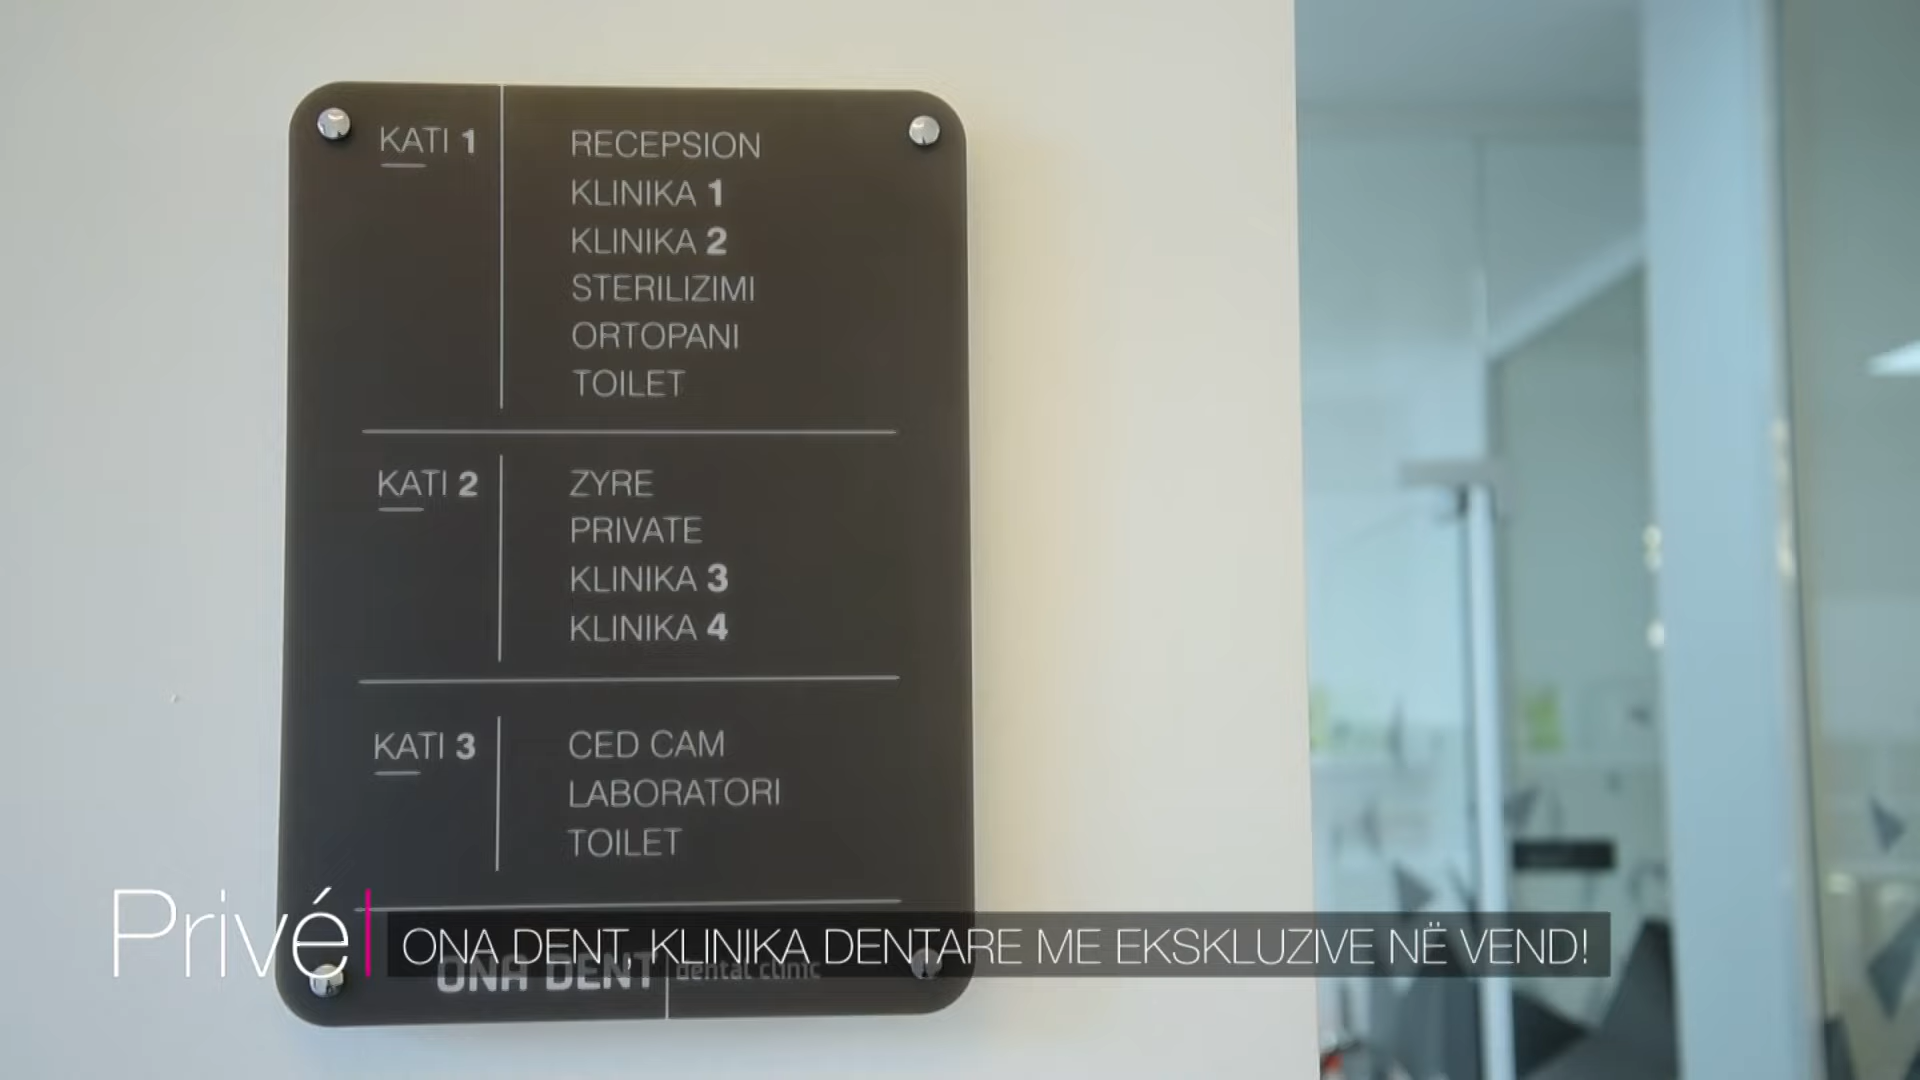 KATI 1
RECEPSION
KLINIKA 1
KLINIKA 2
STERILIZIMI
ORTOPANI
TOILET
KATI 2
ZYRE
PRIVATE
KLINIKA 3
KLINIKA 4
KATI 3
CED CAM
LABORATORI
TOILET
Privé
ONA DENT, KLINIKA DENTARE ME EKSKLUZIVE NË VEND!
ONA DENT dental clinic